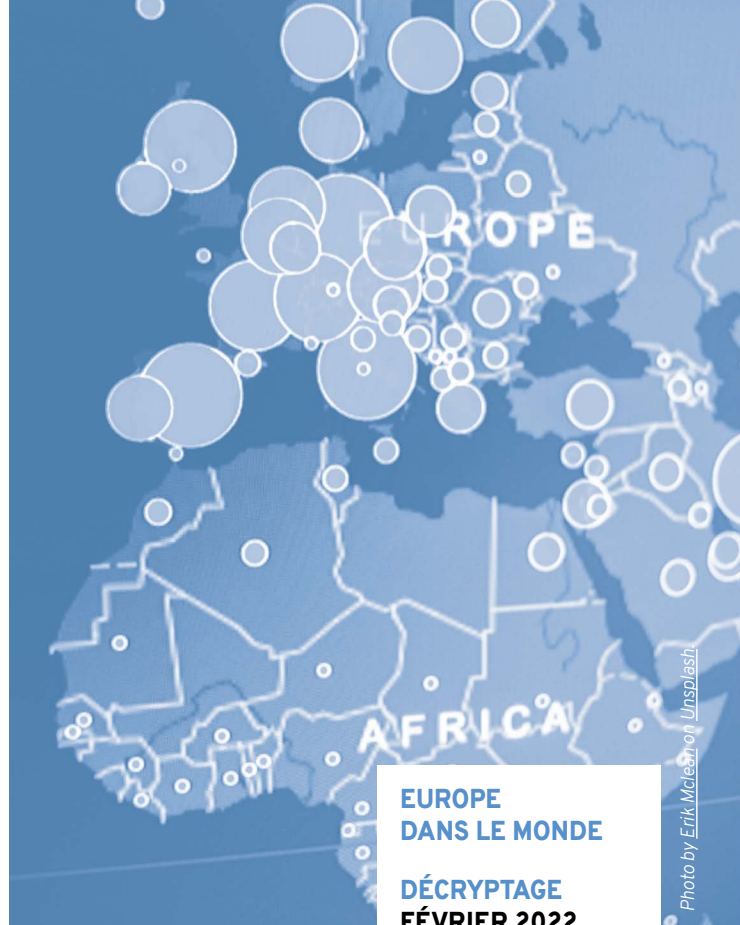 EUROPE
AFRICA
EUROPE
DANS LE MONDE
DÉCRYPTAGE
FÉVRIER 2022
Photo by Erik Mclean on Unsplash.